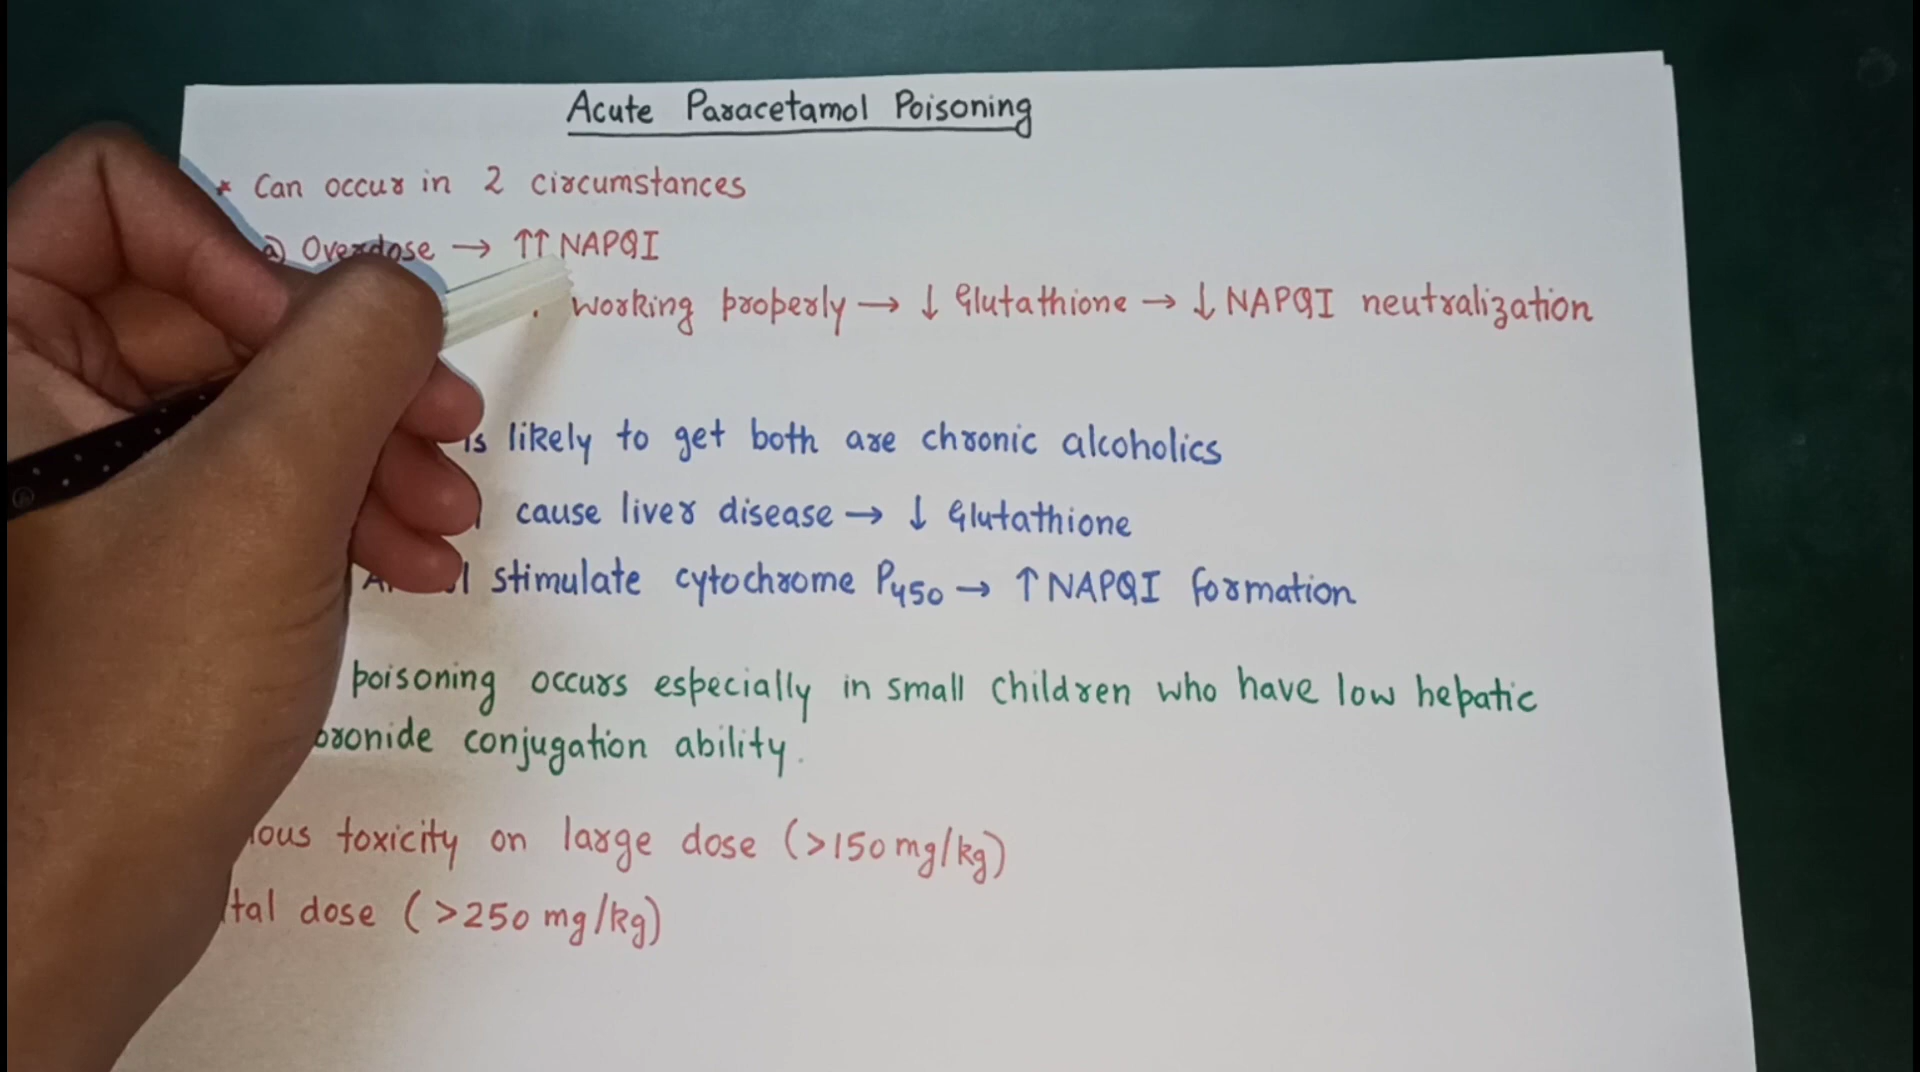 Acute Paracetamol Poisoning
* Can occur in 2 circumstances
a) Overdose → ↑↑ NAPQI
working properly → ↓ Glutathione → ↓ NAPQI neutralization
likely to get both are chronic alcoholics
cause liver disease → ↓ Glutathione
stimulate cytochrome P450 → ↑ NAPQI formation
poisoning occurs especially in small children who have low hepatic
conjugation ability.
toxicity on large dose (>150 mg/kg)
dose (>250 mg/kg)